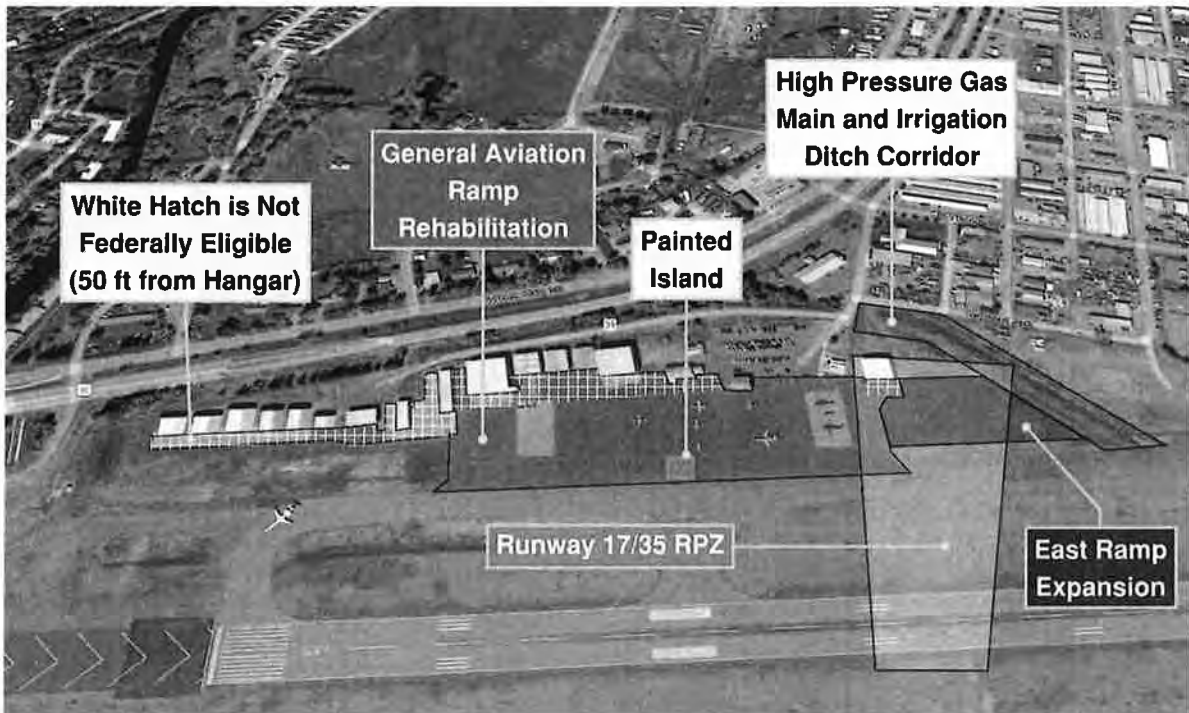 High Pressure Gas
Main and Irrigation
Ditch Corridor
General Aviation
Ramp
Rehabilitation
White Hatch is Not
Federally Eligible
(50 ft from Hangar)
Painted
Island
Runway 17/35 RPZ
East Ramp
Expansion